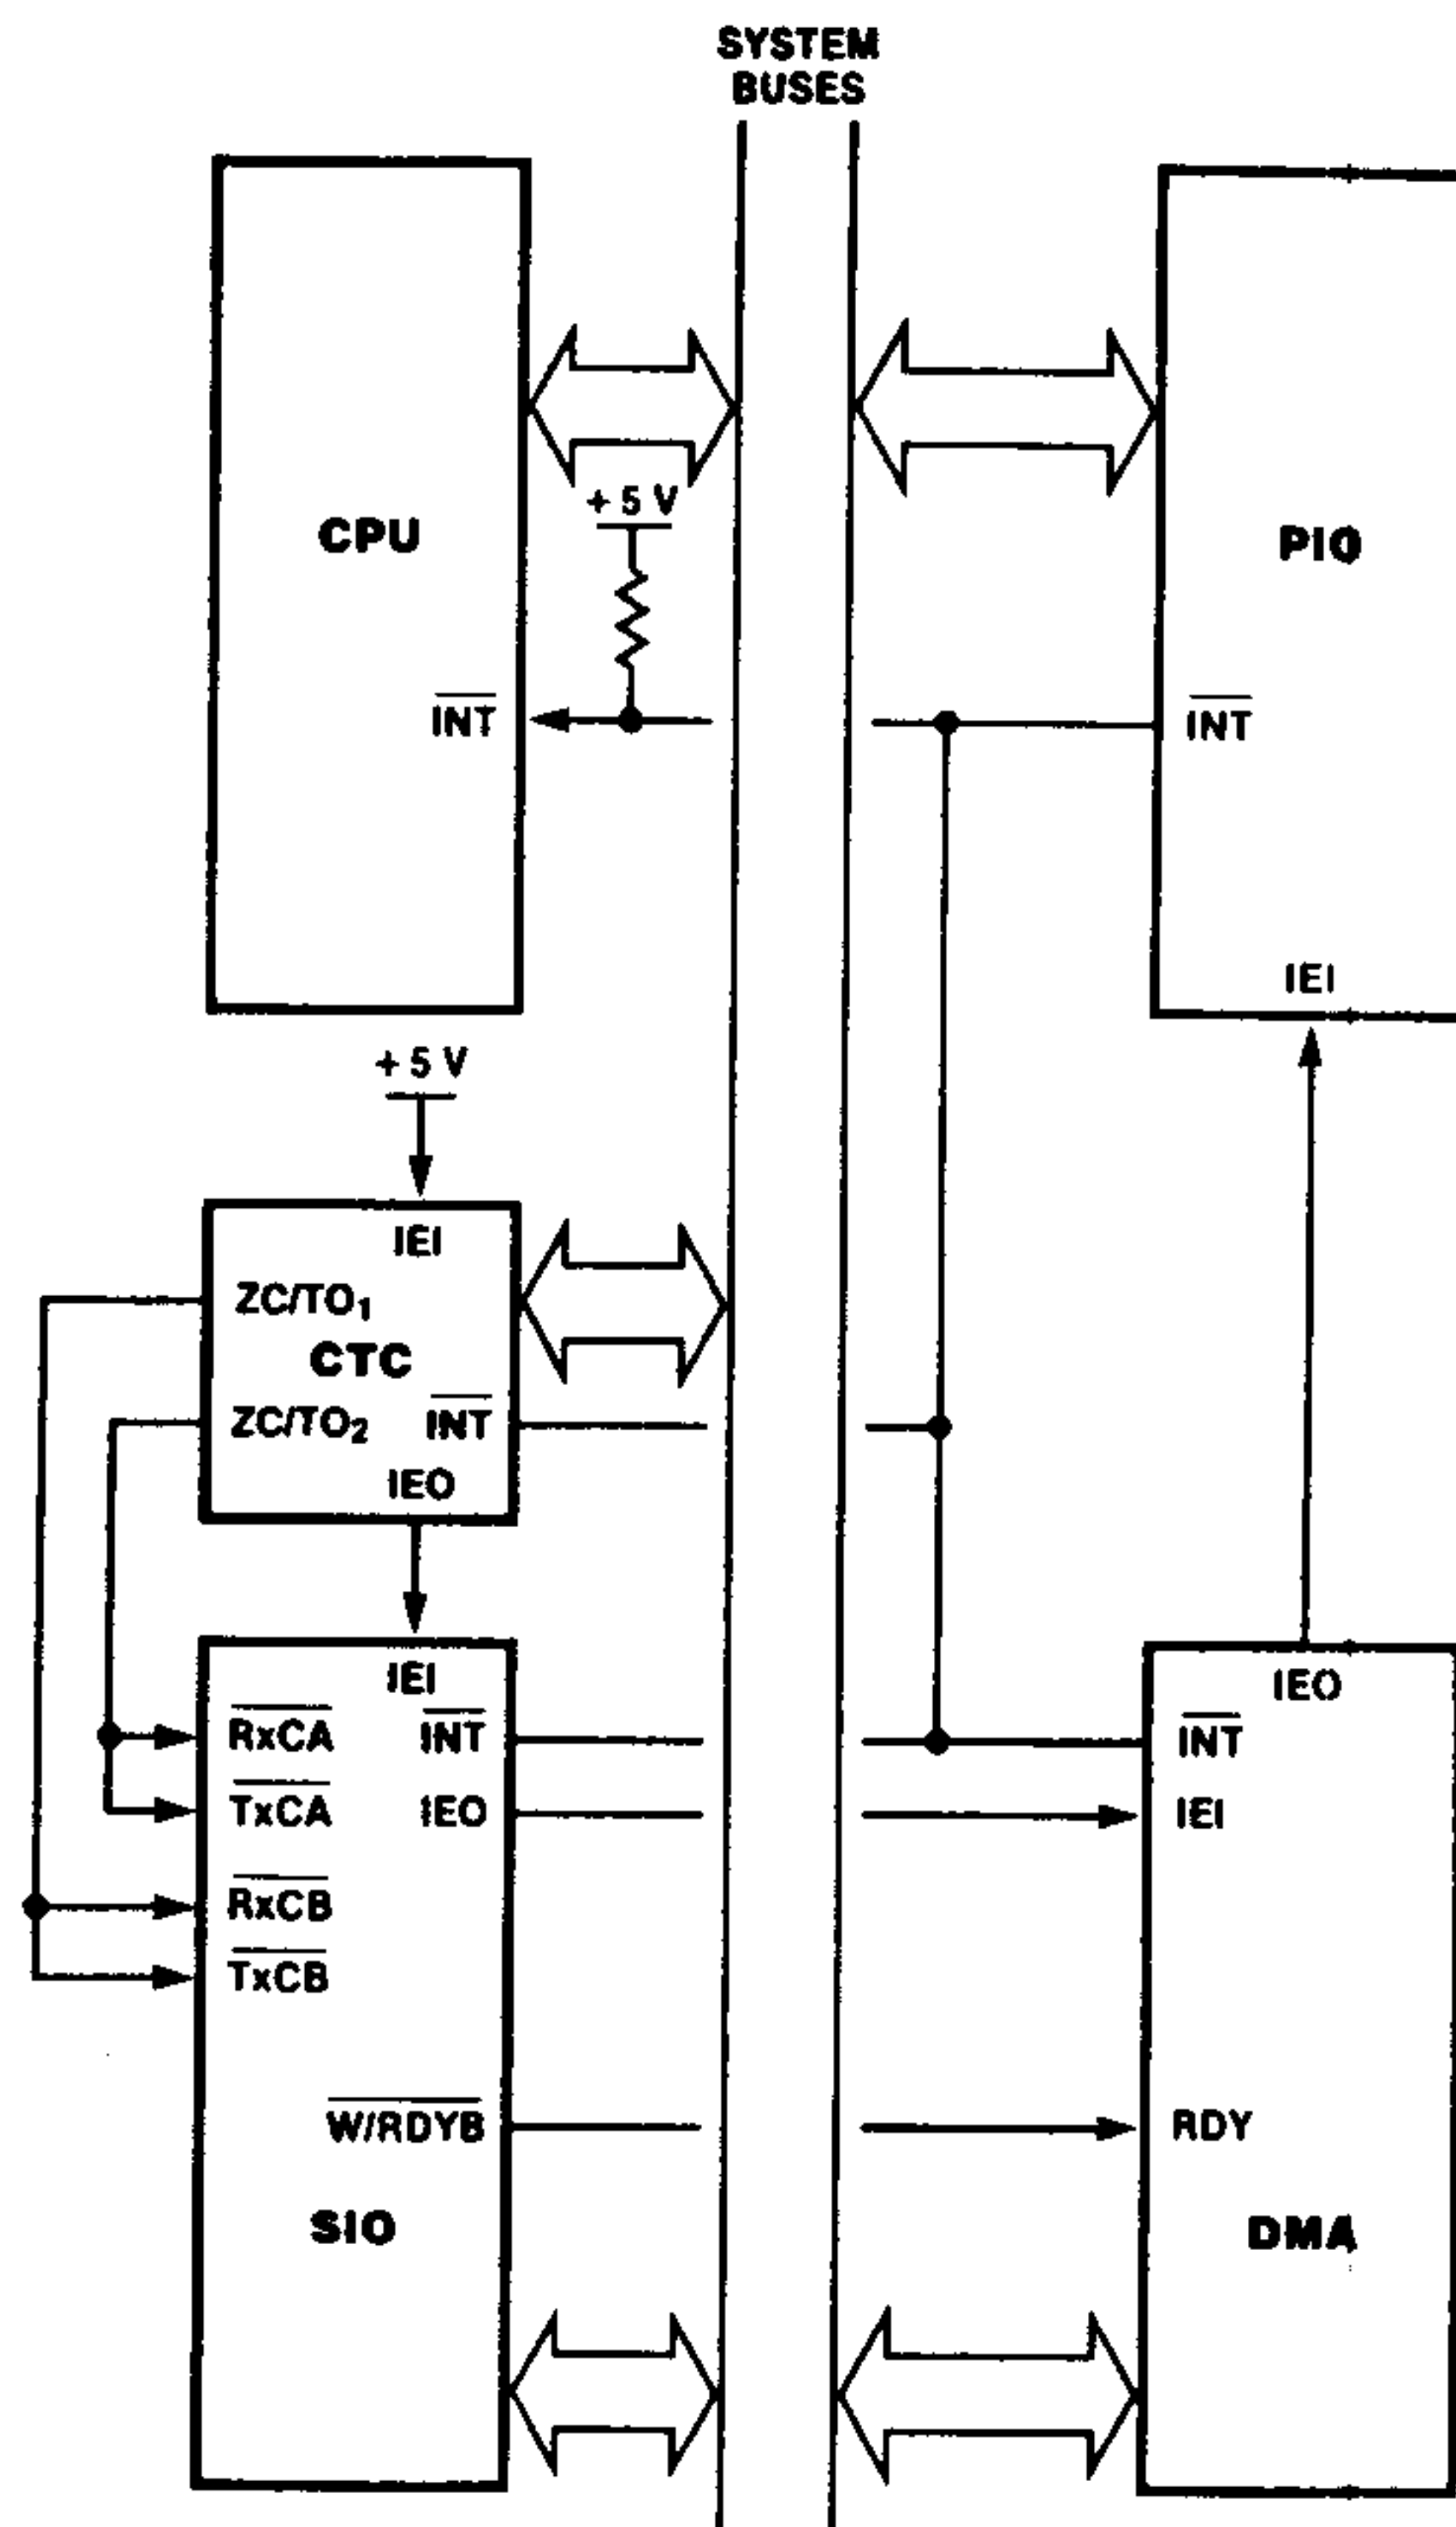 SYSTEM
BUSES
CPU
+ 5 V
INT
PIO
INT
IEI
+ 5 V
IEI
ZC/TO1
CTC
ZC/TO2
INT
IEO
IEI
RxCA
INT
TxCA
IEO
RxCB
TxCB
W/RDYB
SIO
IEO
INT
IEI
RDY
DMA